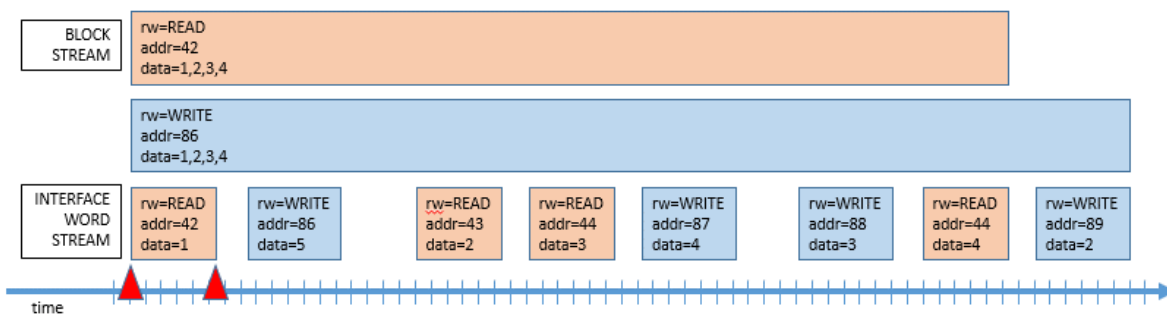 BLOCK
STREAM
rw=READ
addr=42
data=1,2,3,4
rw=WRITE
addr=86
data=1,2,3,4
INTERFACE
WORD
STREAM
rw=READ
addr=42
data=1
rw=WRITE
addr=86
data=5
rw=READ
addr=43
data=2
rw=READ
addr=44
data=3
rw=WRITE
addr=87
data=4
rw=WRITE
addr=88
data=3
rw=READ
addr=44
data=4
rw=WRITE
addr=89
data=2
time